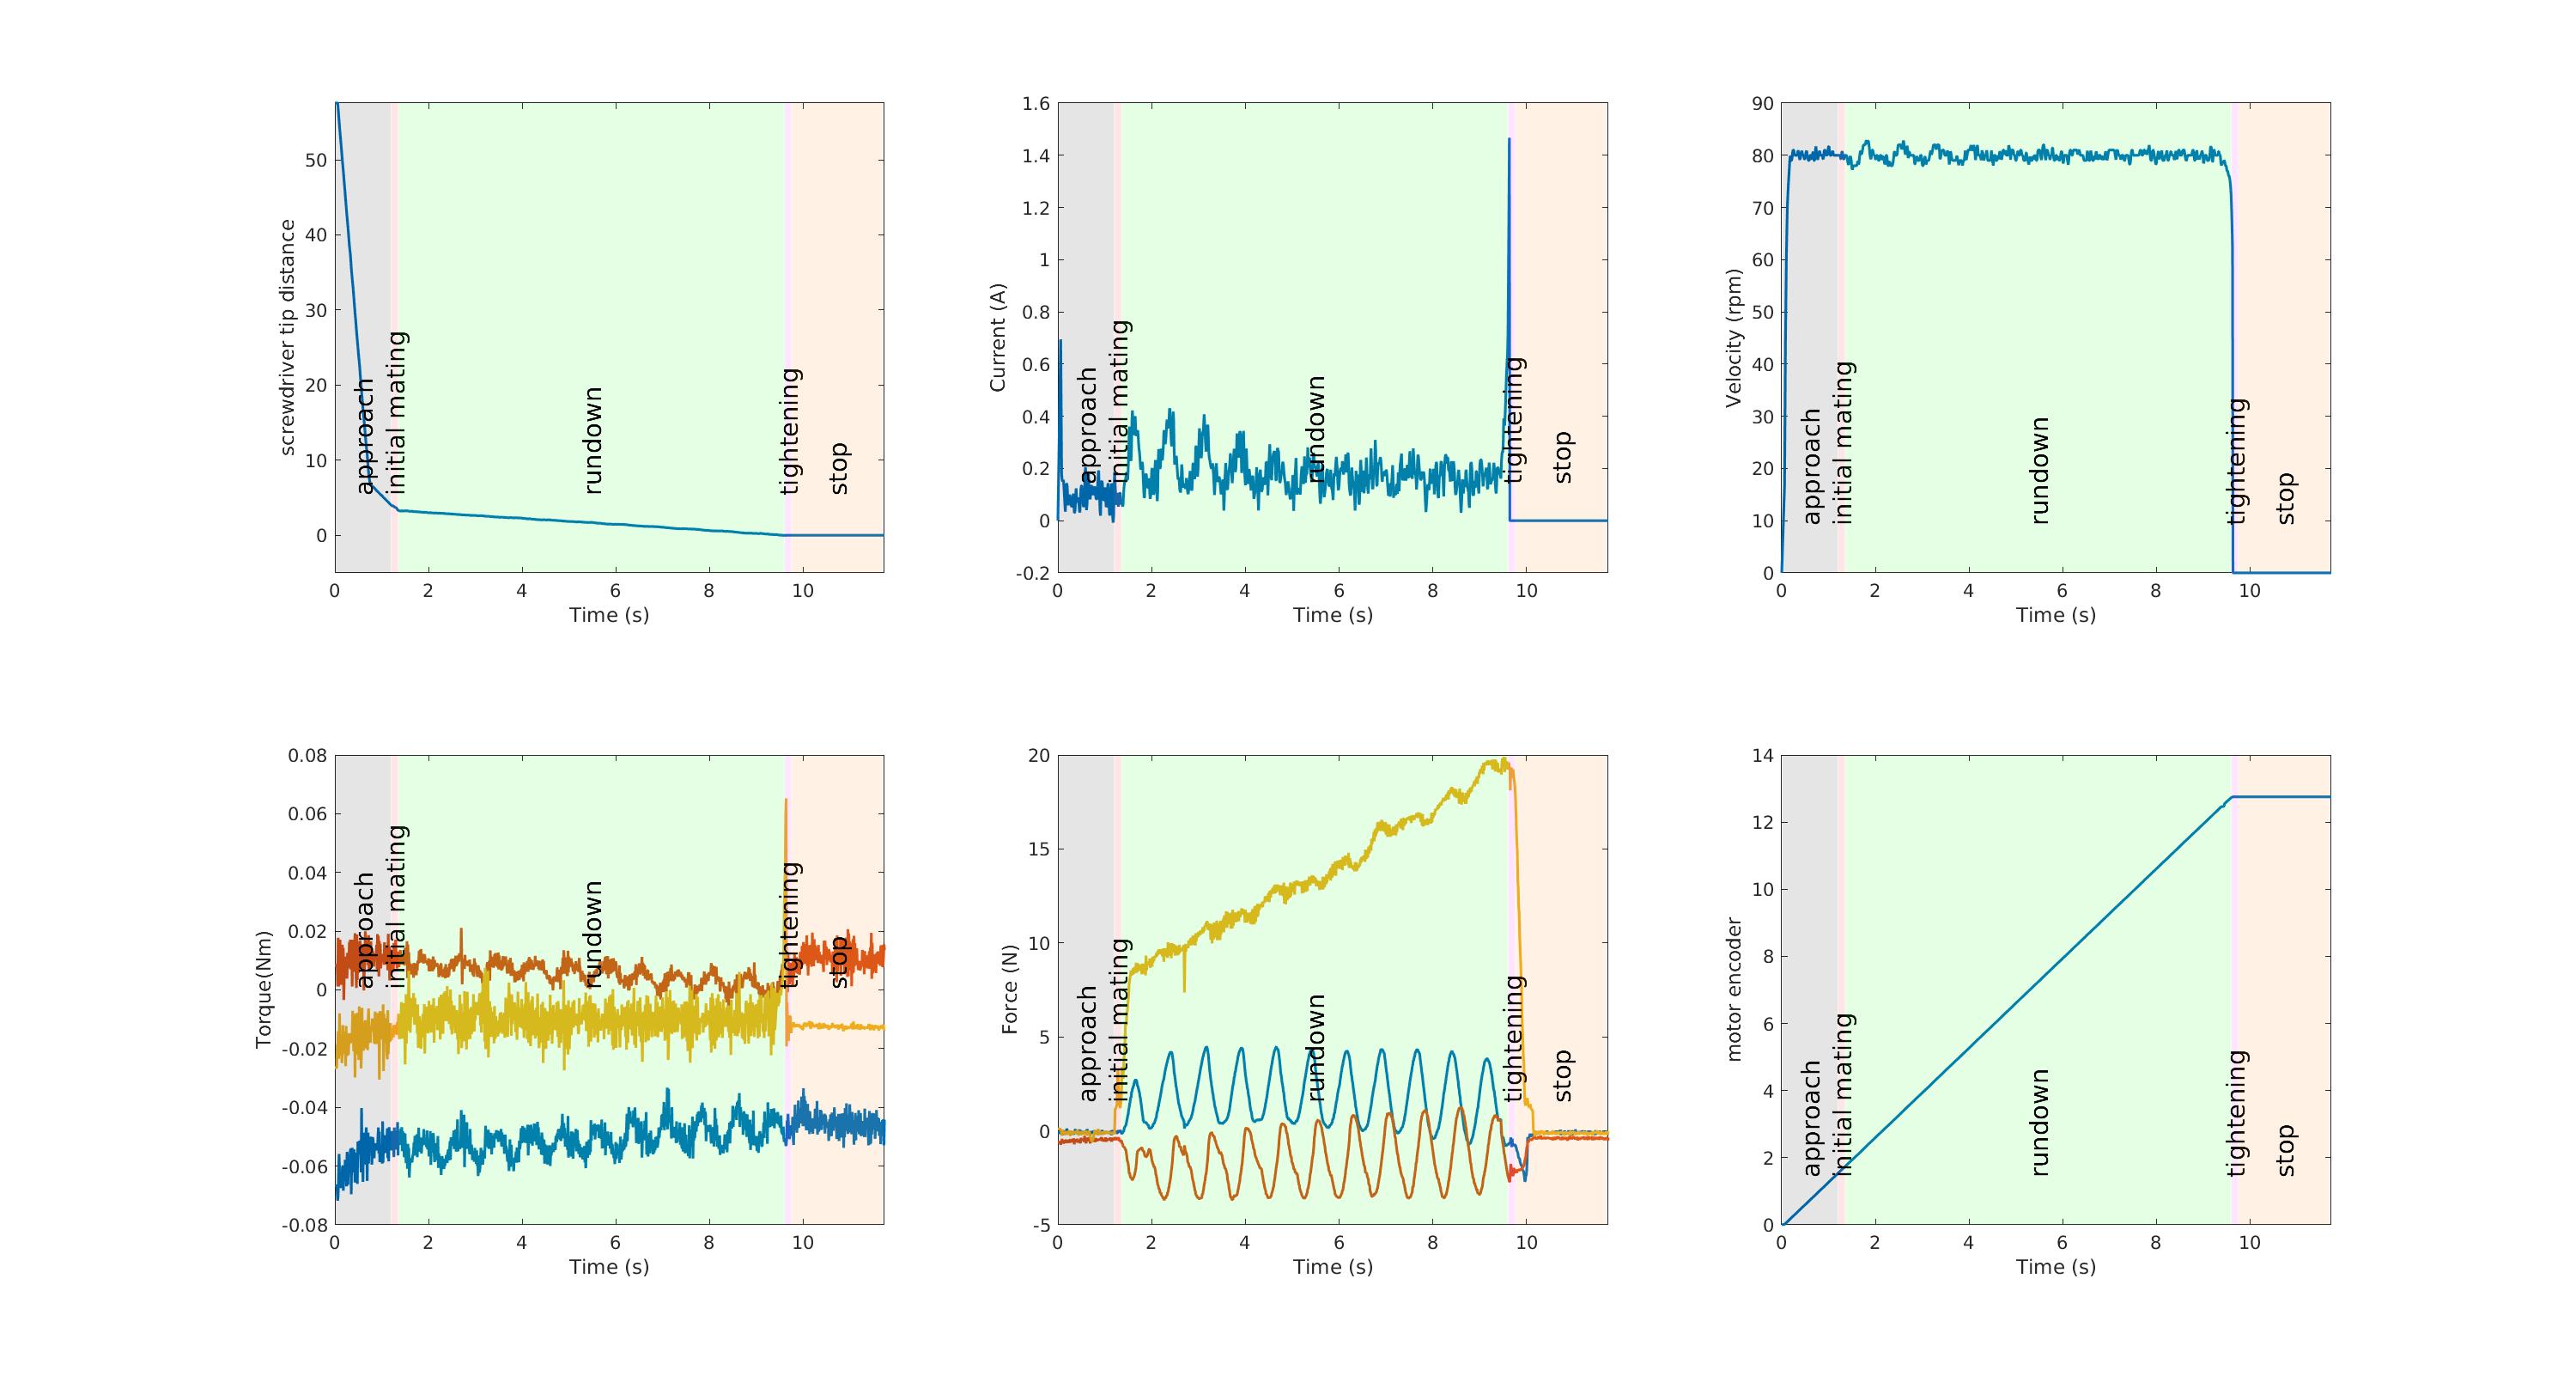 50
40
30
20
10
0
screwdriver tip distance
approach
initial mating
rundown
tightening
stop
0 2 4 6 8 10
Time (s)
1.6
1.4
1.2
1
0.8
0.6
0.4
0.2
0
-0.2
Current (A)
approach
initial mating
rundown
tightening
stop
0 2 4 6 8 10
Time (s)
90
80
70
60
50
40
30
20
10
0
Velocity (rpm)
approach
initial mating
rundown
tightening
stop
0 2 4 6 8 10
Time (s)
0.08
0.06
0.04
0.02
0
-0.02
-0.04
-0.06
-0.08
Torque(Nm)
approach
initial mating
rundown
tightening
stop
0 2 4 6 8 10
Time (s)
20
15
10
5
0
-5
Force (N)
approach
initial mating
rundown
tightening
stop
0 2 4 6 8 10
Time (s)
14
12
10
8
6
4
2
0
motor encoder
approach
initial mating
rundown
tightening
stop
0 2 4 6 8 10
Time (s)